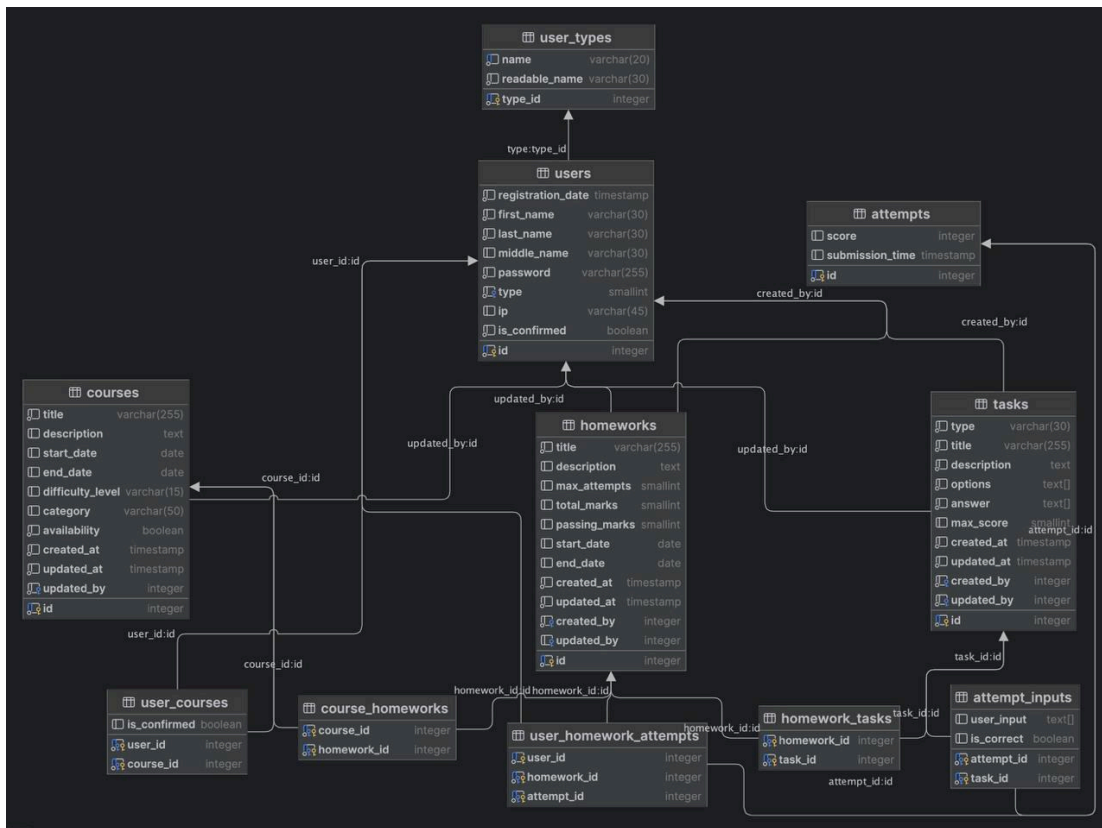 user_types
name varchar(20)
readable_name varchar(30)
type_id integer
type:type_id
users
registration_date timestamp
first_name varchar(30)
last_name varchar(30)
middle_name varchar(30)
password varchar(255)
type smallint
ip varchar(45)
is_confirmed boolean
id integer
attempts
score integer
submission_time timestamp
id integer
user_id:id
created_by:id
created_by:id
courses
title varchar(255)
description text
start_date date
end_date date
difficulty_level varchar(15)
category varchar(50)
availability boolean
created_at timestamp
updated_at timestamp
updated_by integer
id integer
updated_by:id
updated_by:id
updated_by:id
course_id:id
homeworks
title varchar(255)
description text
max_attempts smallint
total_marks smallint
passing_marks smallint
start_date date
end_date date
created_at timestamp
updated_at timestamp
created_by integer
updated_by integer
id integer
tasks
type varchar(30)
title varchar(255)
description text
options text[]
answer text[]
max_score smallint
attempt_id:id
created_at timestamp
updated_at timestamp
created_by integer
updated_by integer
id integer
user_id:id
course_id:id
task_id:id
homework_id:id
homework_id:id
user_courses
is_confirmed boolean
user_id integer
course_id integer
course_homeworks
course_id integer
homework_id integer
user_homework_attempts
user_id integer
homework_id integer
attempt_id integer
homework_id:id
homework_tasks
homework_id integer
task_id integer
task_id:id
attempt_id:id
attempt_inputs
user_input text[]
is_correct boolean
attempt_id integer
task_id integer